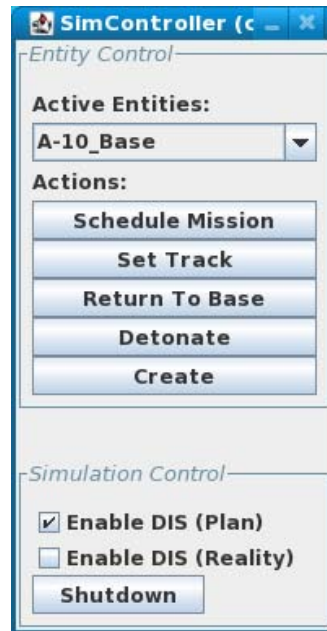 SimController (c
Entity Control
Active Entities:
A-10_Base
Actions:
Schedule Mission
Set Track
Return To Base
Detonate
Create
Simulation Control
Enable DIS (Plan)
Enable DIS (Reality)
Shutdown